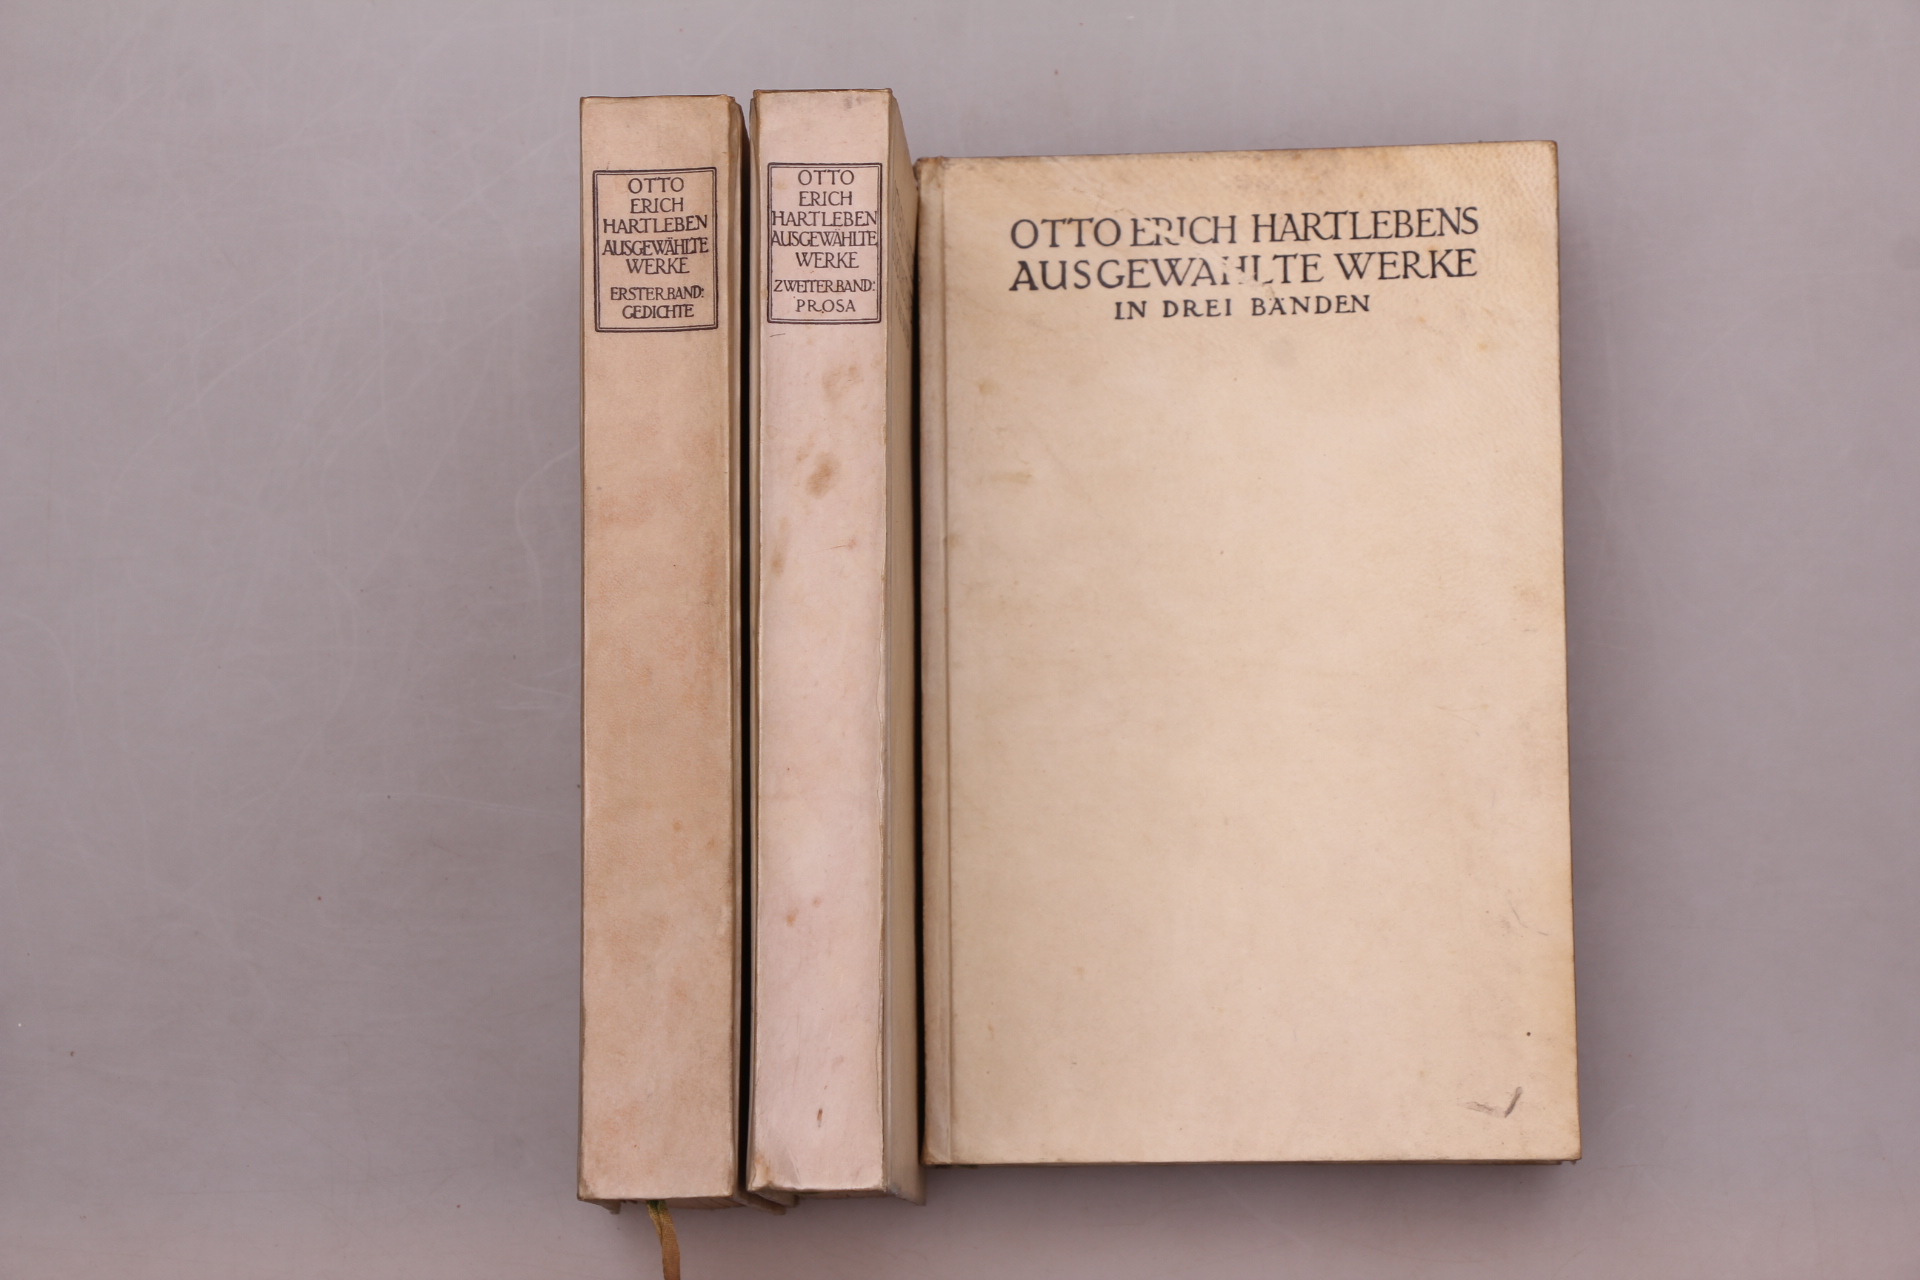 OTTO
ERICH
HARTLEBEN
AUSGEWÄHLTE
WERKE
ERSTER BAND:
GEDICHTE
OTTO
ERICH
HARTLEBEN
AUSGEWÄHLTE
WERKE
ZWEITER BAND:
PROSA
OTTO ERICH HARTLEBENS
AUSGEWAHLTE WERKE
IN DREI BÄNDEN